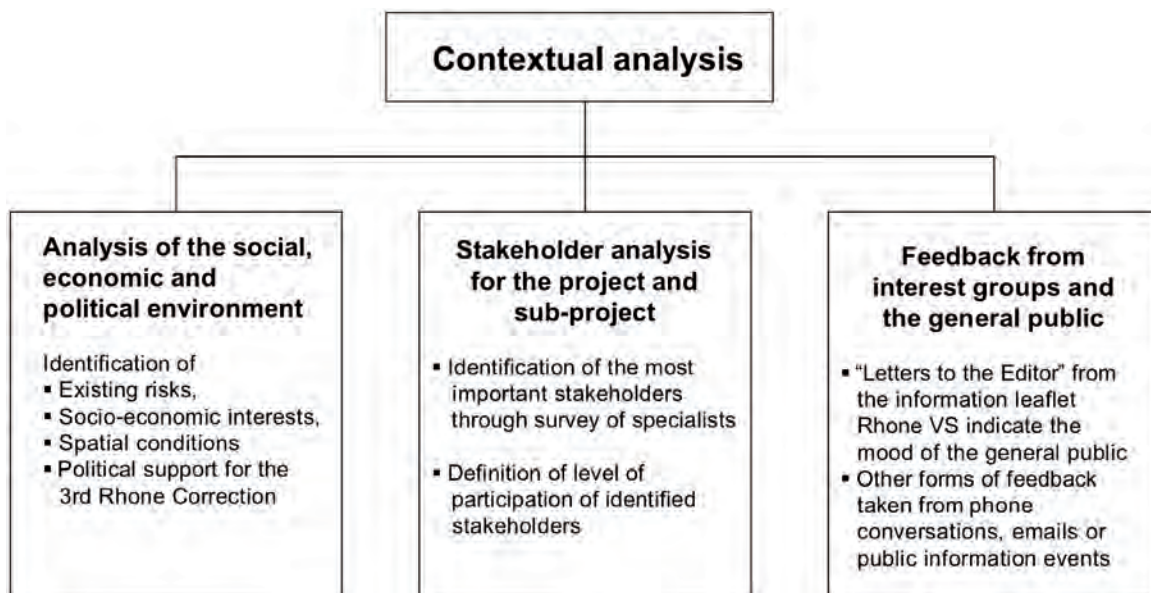 Contextual analysis
Analysis of the social,
economic and
political environment
Identification of
▪ Existing risks,
▪ Socio-economic interests,
▪ Spatial conditions
▪ Political support for the
3rd Rhone Correction
Stakeholder analysis
for the project and
sub-project
▪ Identification of the most
important stakeholders
through survey of specialists
▪ Definition of level of
participation of identified
stakeholders
Feedback from
interest groups and
the general public
▪ “Letters to the Editor” from
the information leaflet
Rhone VS indicate the
mood of the general public
▪ Other forms of feedback
taken from phone
conversations, emails or
public information events